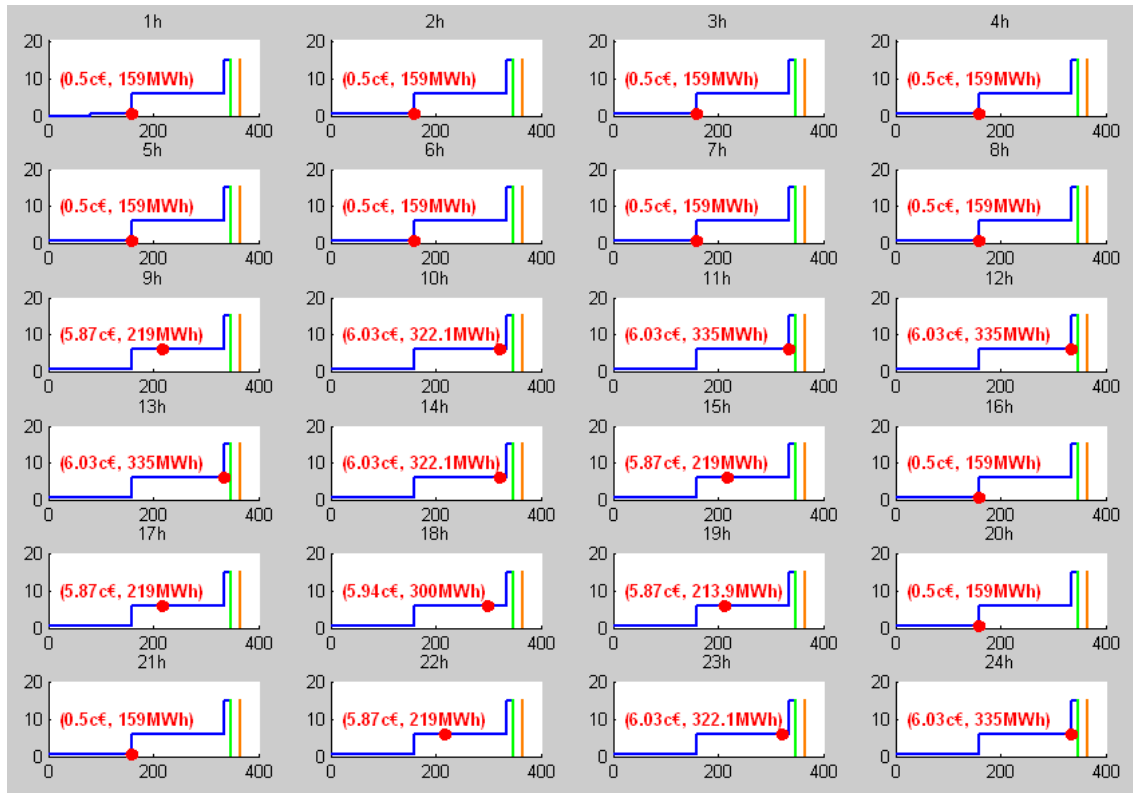 1h 2h 3h 4h
20 20 20 20
(0.5c€, 159MWh) (0.5c€, 159MWh) (0.5c€, 159MWh) (0.5c€, 159MWh)
10 10 10 10
0 0 0 0
0 200 400 0 200 400 0 200 400 0 200 400
5h 6h 7h 8h
20 20 20 20
(0.5c€, 159MWh) (0.5c€, 159MWh) (0.5c€, 159MWh) (0.5c€, 159MWh)
10 10 10 10
0 0 0 0
0 200 400 0 200 400 0 200 400 0 200 400
9h 10h 11h 12h
20 20 20 20
(5.87c€, 219MWh) (6.03c€, 322.1MWh) (6.03c€, 335MWh) (6.03c€, 335MWh)
10 10 10 10
0 0 0 0
0 200 400 0 200 400 0 200 400 0 200 400
13h 14h 15h 16h
20 20 20 20
(6.03c€, 335MWh) (6.03c€, 322.1MWh) (5.87c€, 219MWh) (0.5c€, 159MWh)
10 10 10 10
0 0 0 0
0 200 400 0 200 400 0 200 400 0 200 400
17h 18h 19h 20h
20 20 20 20
(5.87c€, 219MWh) (5.94c€, 300MWh) (5.87c€, 213.9MWh) (0.5c€, 159MWh)
10 10 10 10
0 0 0 0
0 200 400 0 200 400 0 200 400 0 200 400
21h 22h 23h 24h
20 20 20 20
(0.5c€, 159MWh) (5.87c€, 219MWh) (6.03c€, 322.1MWh) (6.03c€, 335MWh)
10 10 10 10
0 0 0 0
0 200 400 0 200 400 0 200 400 0 200 400